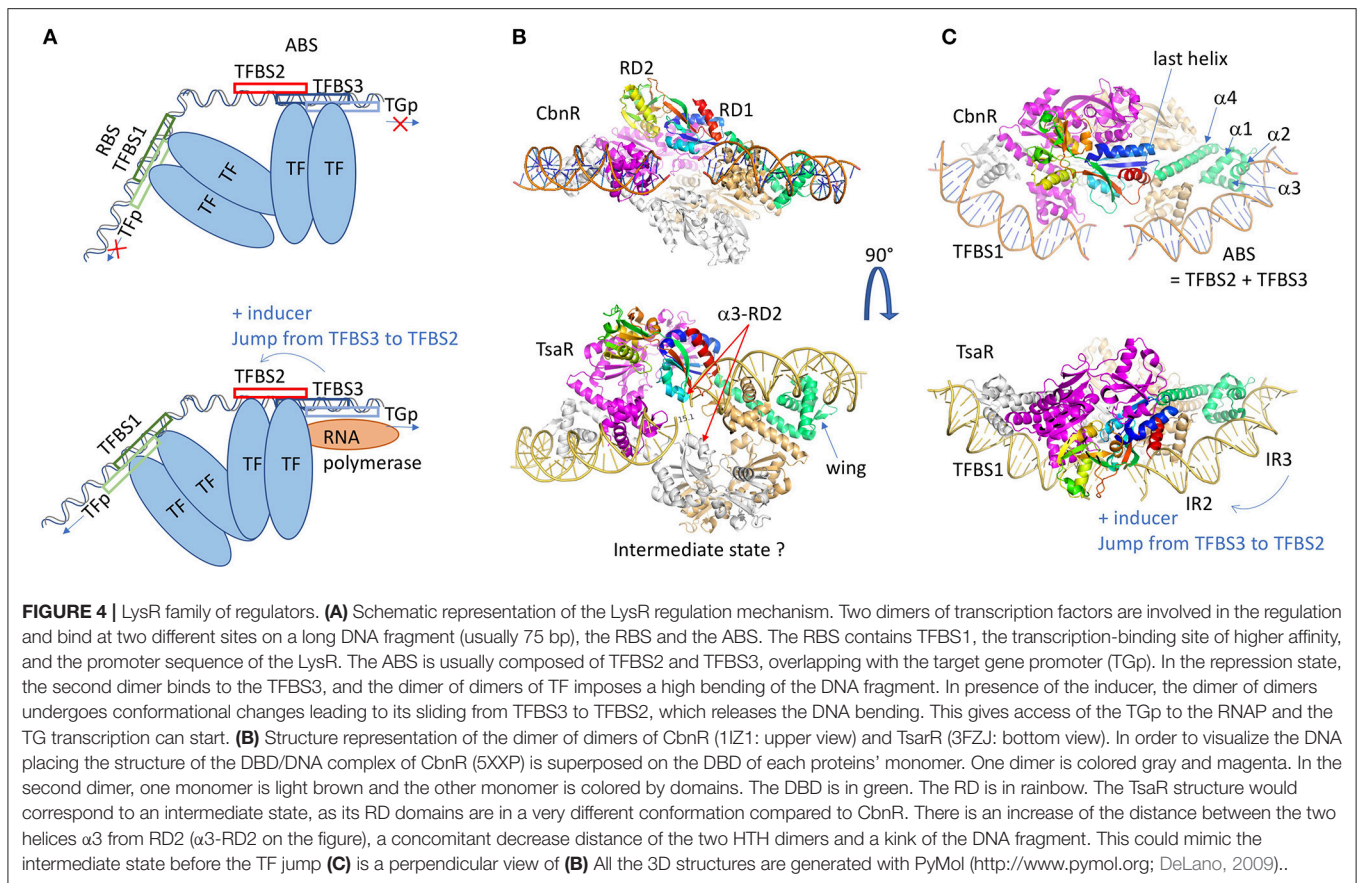 A
ABS
TFBS2
TFBS3
TGp
RBS
TFBS1
TFp
TF
TF
TF
TF
+ inducer
Jump from TFBS3 to TFBS2
TFBS2
TFBS3
TGp
TFBS1
TFp
TF
TF
TF
TF
RNA
polymerase
B
RD2
RD1
CbnR
90°
α3-RD2
TsaR
15.1
wing
Intermediate state ?
C
last helix
CbnR
α4
α1
α2
α3
TFBS1
ABS
= TFBS2 + TFBS3
TsaR
TFBS1
IR3
IR2
+ inducer
Jump from TFBS3 to TFBS2
FIGURE 4 | LysR family of regulators. (A) Schematic representation of the LysR regulation mechanism. Two dimers of transcription factors are involved in the regulation
and bind at two different sites on a long DNA fragment (usually 75 bp), the RBS and the ABS. The RBS contains TFBS1, the transcription-binding site of higher affinity,
and the promoter sequence of the LysR. The ABS is usually composed of TFBS2 and TFBS3, overlapping with the target gene promoter (TGp). In the repression state,
the second dimer binds to the TFBS3, and the dimer of dimers of TF imposes a high bending of the DNA fragment. In presence of the inducer, the dimer of dimers
undergoes conformational changes leading to its sliding from TFBS3 to TFBS2, which releases the DNA bending. This gives access of the TGp to the RNAP and the
TG transcription can start. (B) Structure representation of the dimer of dimers of CbnR (1IZ1: upper view) and TsarR (3FZJ: bottom view). In order to visualize the DNA
placing the structure of the DBD/DNA complex of CbnR (5XXP) is superposed on the DBD of each proteins' monomer. One dimer is colored gray and magenta. In the
second dimer, one monomer is light brown and the other monomer is colored by domains. The DBD is in green. The RD is in rainbow. The TsaR structure would
correspond to an intermediate state, as its RD domains are in a very different conformation compared to CbnR. There is an increase of the distance between the two
helices α3 from RD2 (α3-RD2 on the figure), a concomitant decrease distance of the two HTH dimers and a kink of the DNA fragment. This could mimic the
intermediate state before the TF jump (C) is a perpendicular view of (B) All the 3D structures are generated with PyMol (http://www.pymol.org; DeLano, 2009)..